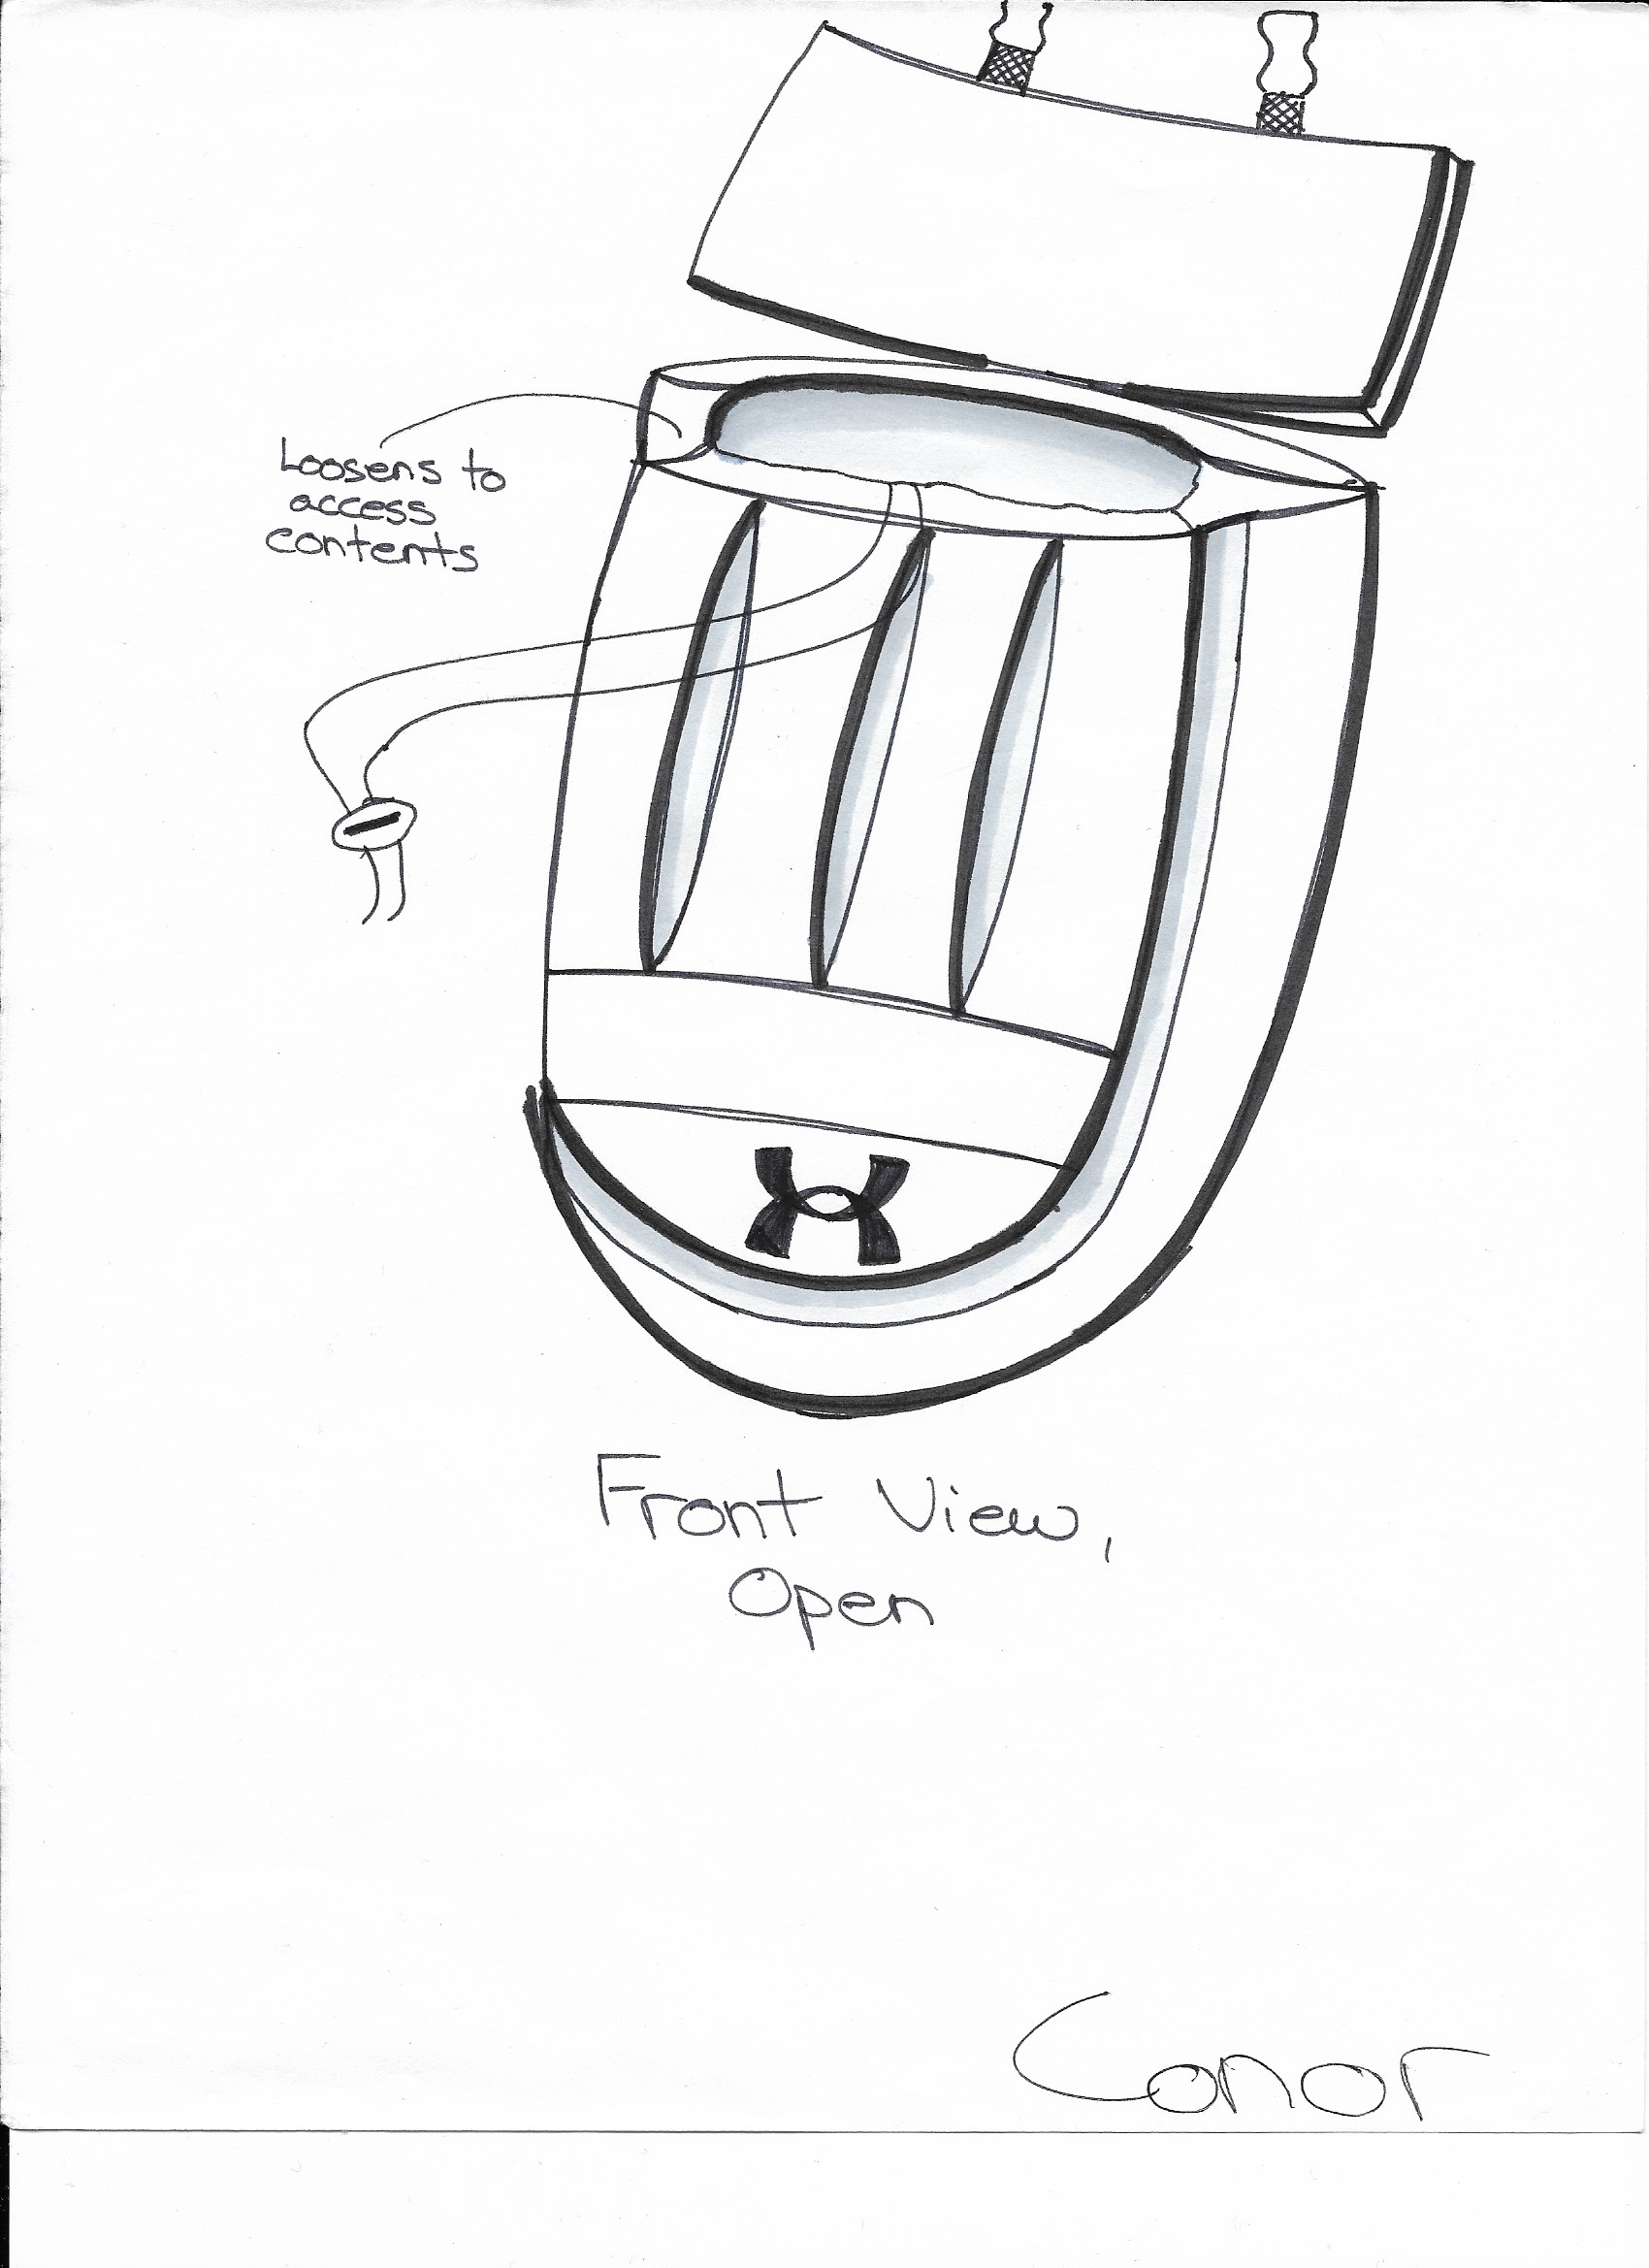 Loosens to
access
contents
Front View,
Open
Conor